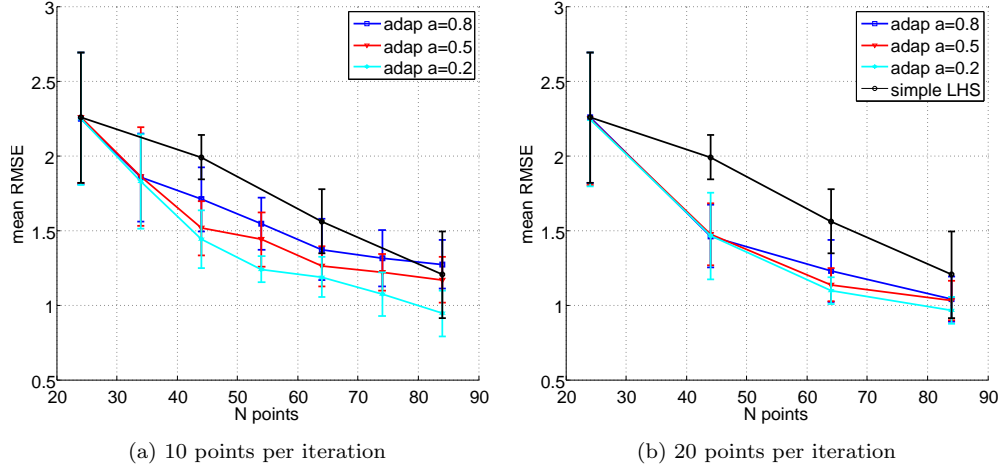 3
2.5
2
1.5
1
0.5
mean RMSE
20 30 40 50 60 70 80 90
N points
adap a=0.8
adap a=0.5
adap a=0.2
(a) 10 points per iteration
3
2.5
2
1.5
1
0.5
mean RMSE
20 30 40 50 60 70 80 90
N points
adap a=0.8
adap a=0.5
adap a=0.2
simple LHS
(b) 20 points per iteration